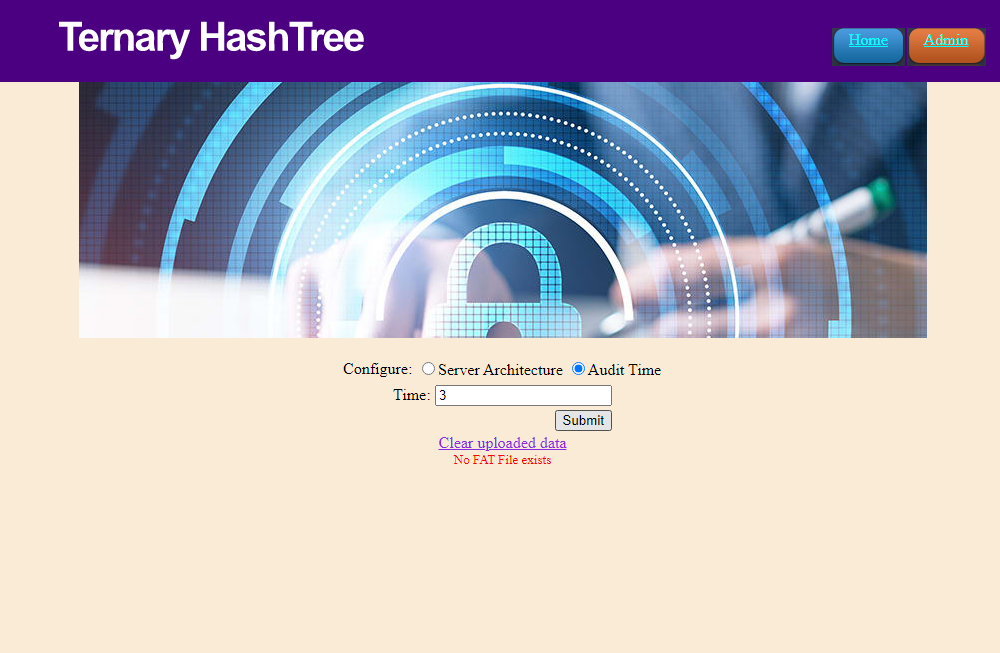 Ternary HashTree
Home Admin
Configure: Server Architecture Audit Time
Time: 3
Submit
Clear uploaded data
No FAT File exists